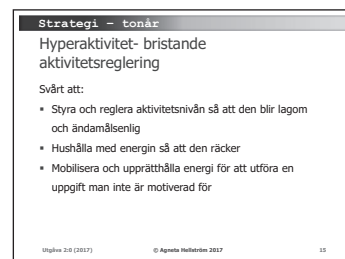 Strategi – tonår
Hyperaktivitet- bristande
aktivitetsreglering
Svårt att:
▪ Styra och reglera aktivitetsnivån så att den blir lagom
och ändamålsenlig
▪ Hushålla med energin så att den räcker
▪ Mobilisera och upprätthålla energi för att utföra en
uppgift man inte är motiverad för
Utgåva 2:0 (2017) © Agneta Hellström 2017 15